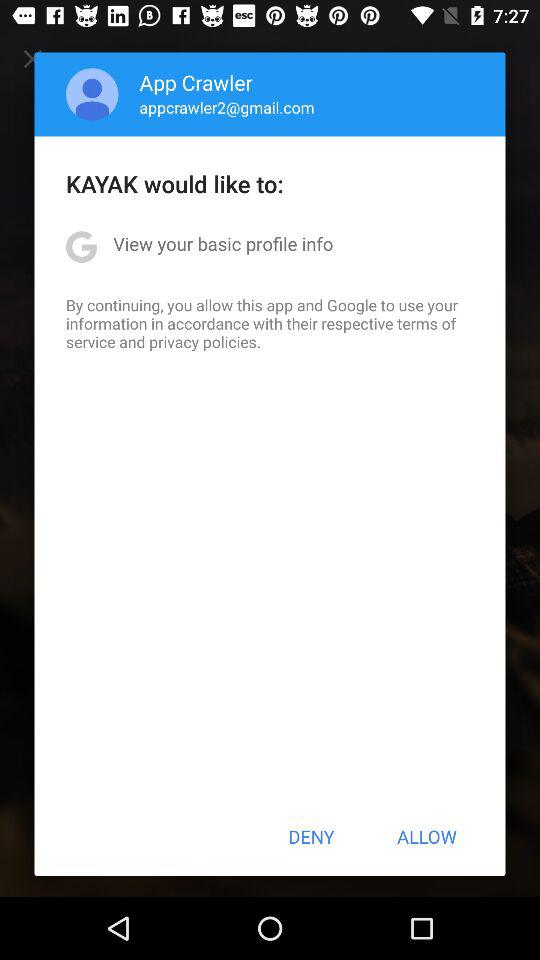 esc 7:27
App Crawler
appcrawler2@gmail.com
KAYAK would like to:
G View your basic profile info
By continuing, you allow this app and Google to use your
information in accordance with their respective terms of
service and privacy policies.
DENY ALLOW